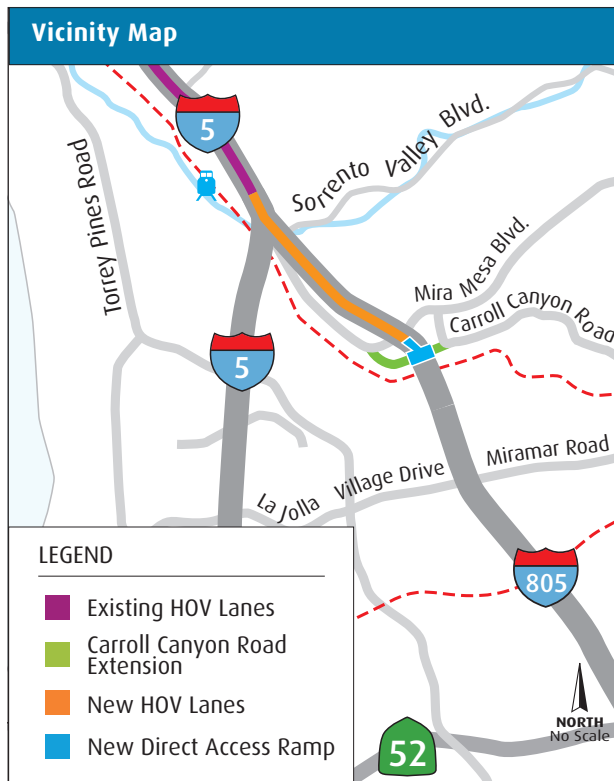 Vicinity Map
5
Sorrento Valley Blvd.
Torrey Pines Road
Mira Mesa Blvd.
Carroll Canyon Road
5
La Jolla Village Drive
Miramar Road
LEGEND
Existing HOV Lanes
Carroll Canyon Road
Extension
New HOV Lanes
New Direct Access Ramp
805
NORTH
No Scale
52